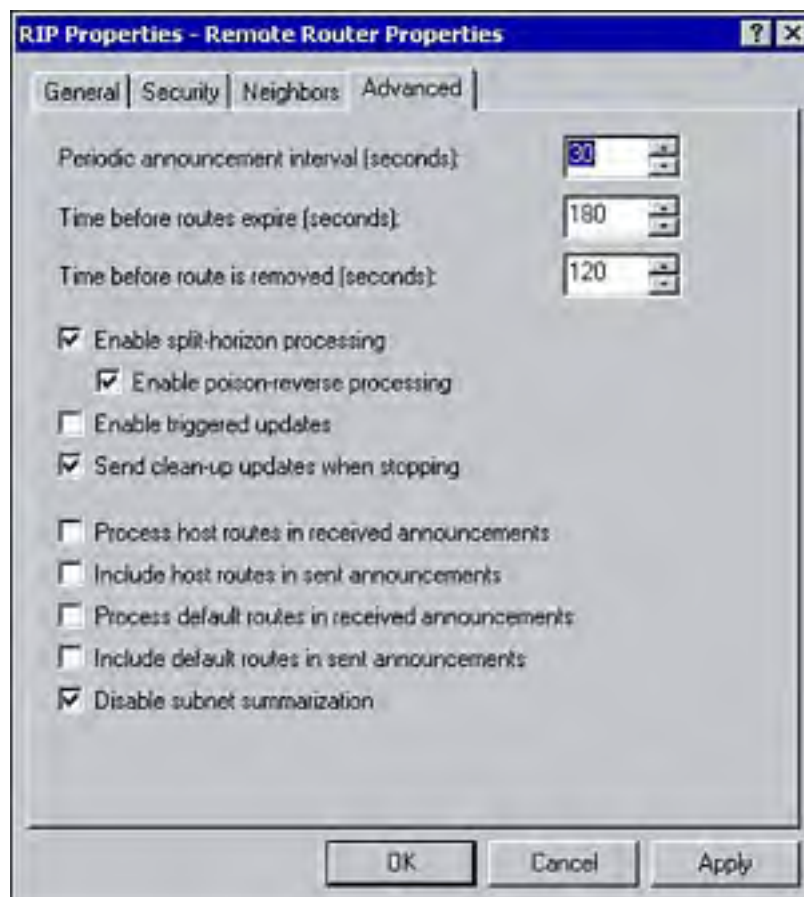 RIP Properties - Remote Router Properties
General Security Neighbors Advanced
Periodic announcement interval (seconds): 30
Time before routes expire (seconds): 180
Time before route is removed (seconds): 120
Enable split-horizon processing
Enable poison-reverse processing
Enable triggered updates
Send clean-up updates when stopping
Process host routes in received announcements
Include host routes in sent announcements
Process default routes in received announcements
Include default routes in sent announcements
Disable subnet summarization
OK Cancel Apply